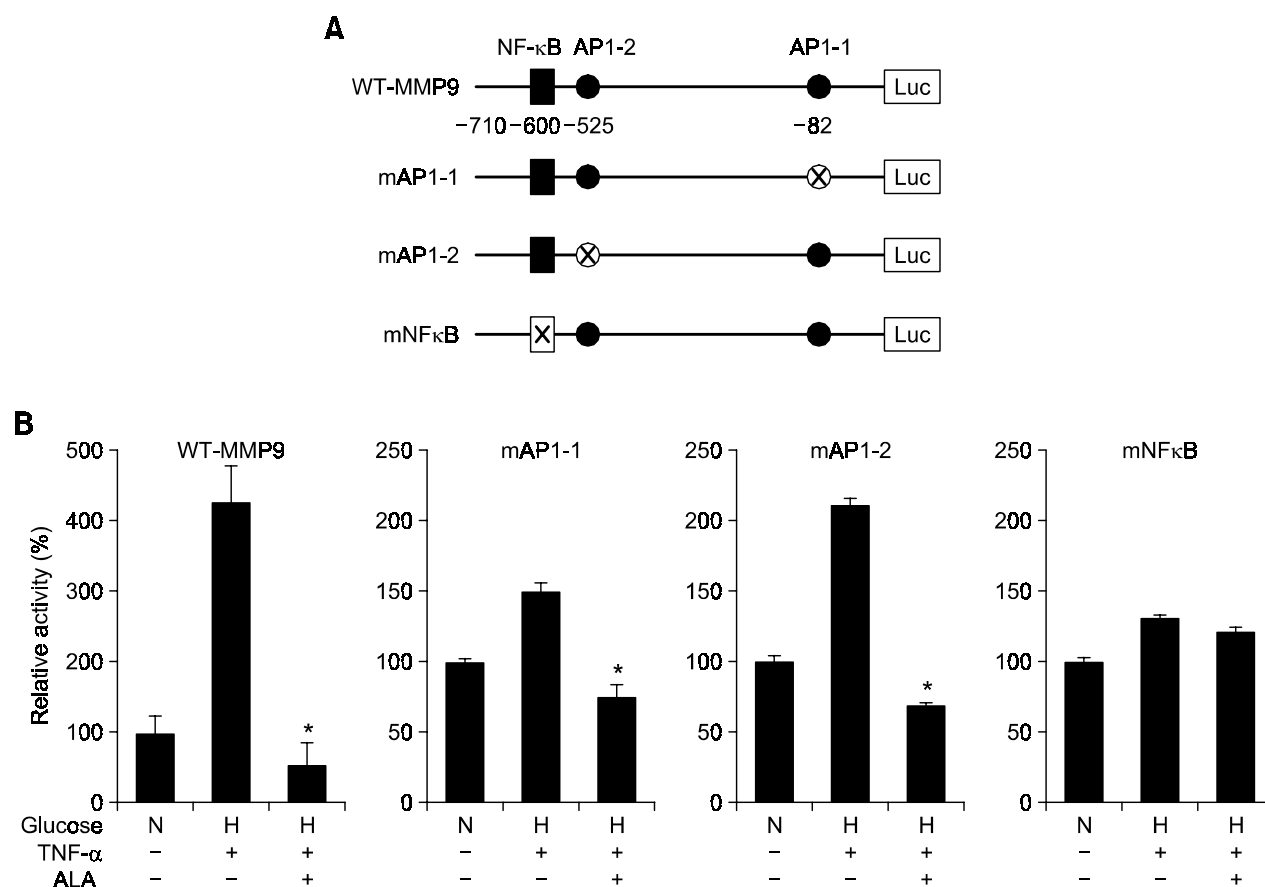 A
NF-κB AP1-2 AP1-1
WT-MMP9 Luc
−710 −600 −525 −82
mAP1-1 Luc
mAP1-2 Luc
mNFκB Luc
B
WT-MMP9 mAP1-1 mAP1-2 mNFκB
Relative activity (%)
500 250 250 250
400 200 200 200
300 150 150 150
200 100 100 100
100 50 50 50
0 0 0 0
* * *
Glucose N H H N H H N H H N H H
TNF-α − + + − + + − + + − + +
ALA − − + − − + − − + − − +